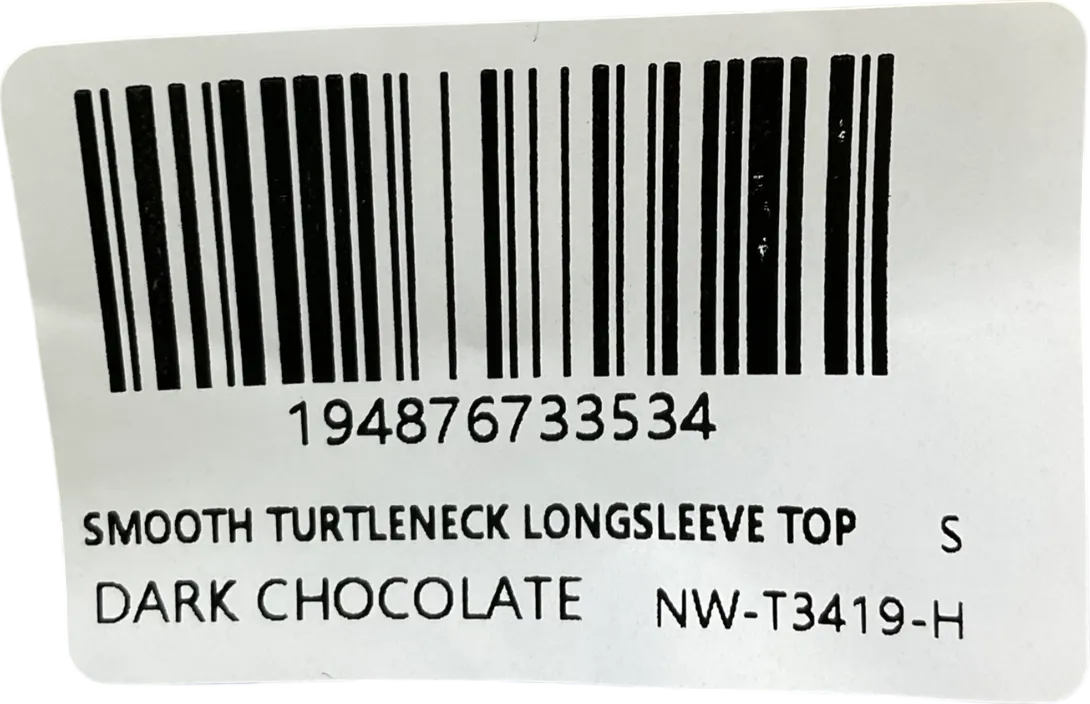 194876733534
SMOOTH TURTLENECK LONGSLEEVE TOP S
DARK CHOCOLATE NW-T3419-H